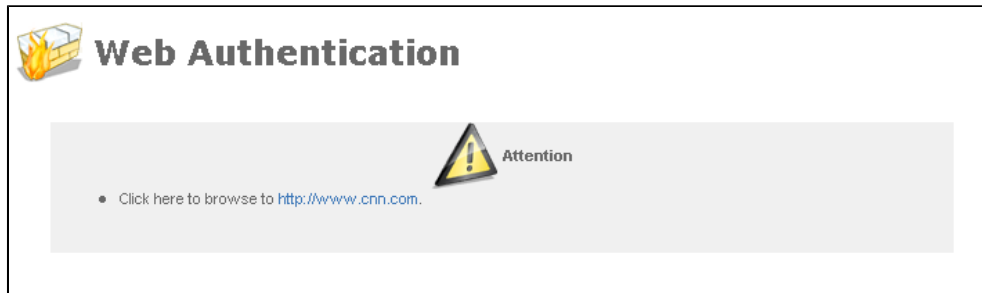 Web Authentication
Attention
• Click here to browse to http://www.cnn.com.